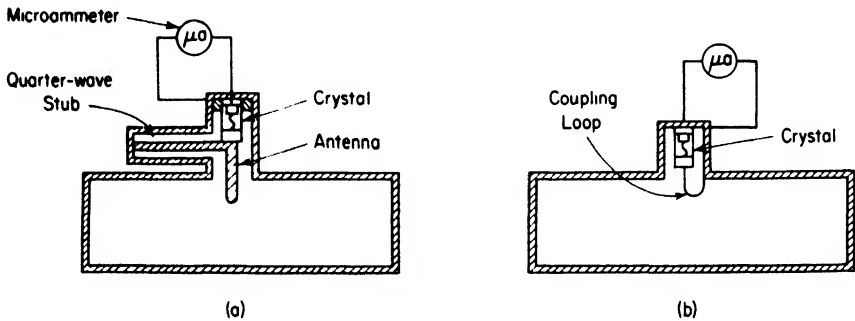 Microammeter
μa
Quarter-wave
Stub
Crystal
Antenna
(a)
μa
Coupling
Loop
Crystal
(b)